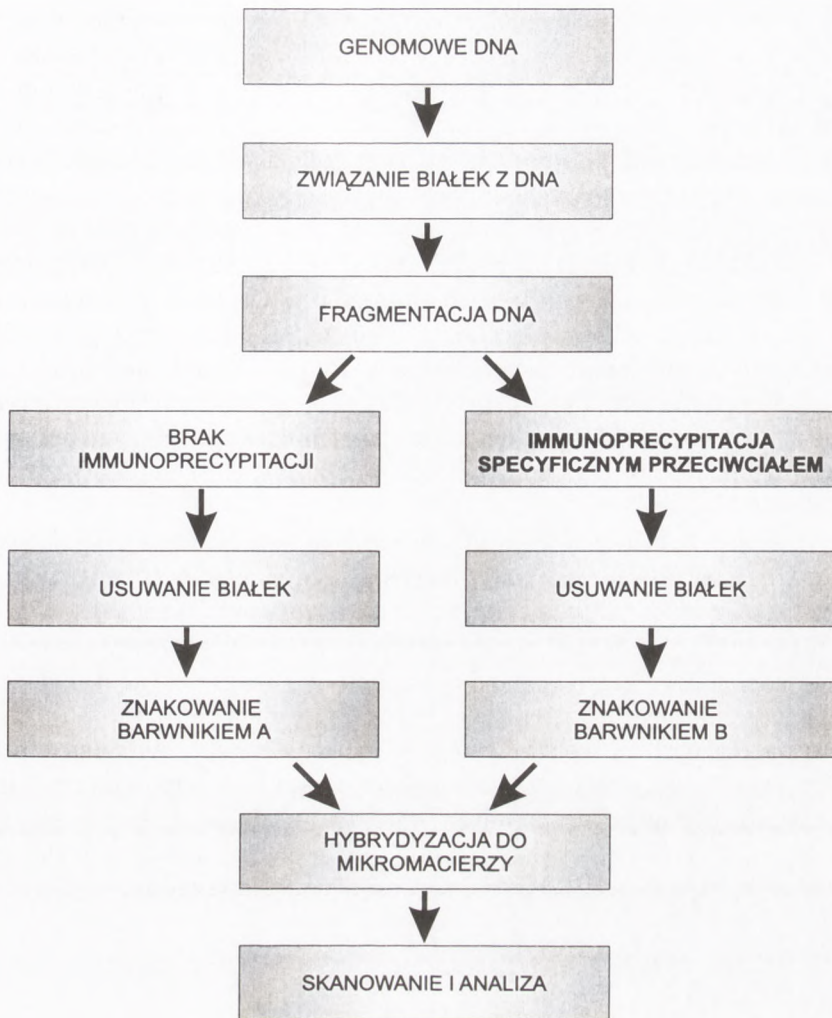 GENOMOWE DNA
ZWIĄZANIE BIAŁEK Z DNA
FRAGMENTACJA DNA
BRAK
IMMUNOPRECYPITACJI
IMMUNOPRECYPITACJA
SPECYFICZNYM PRZECIWCIAŁEM
USUWANIE BIAŁEK
USUWANIE BIAŁEK
ZNAKOWANIE
BARWNIKIEM A
ZNAKOWANIE
BARWNIKIEM B
HYBRYDYZACJA DO
MIKROMACIERZY
SKANOWANIE I ANALIZA